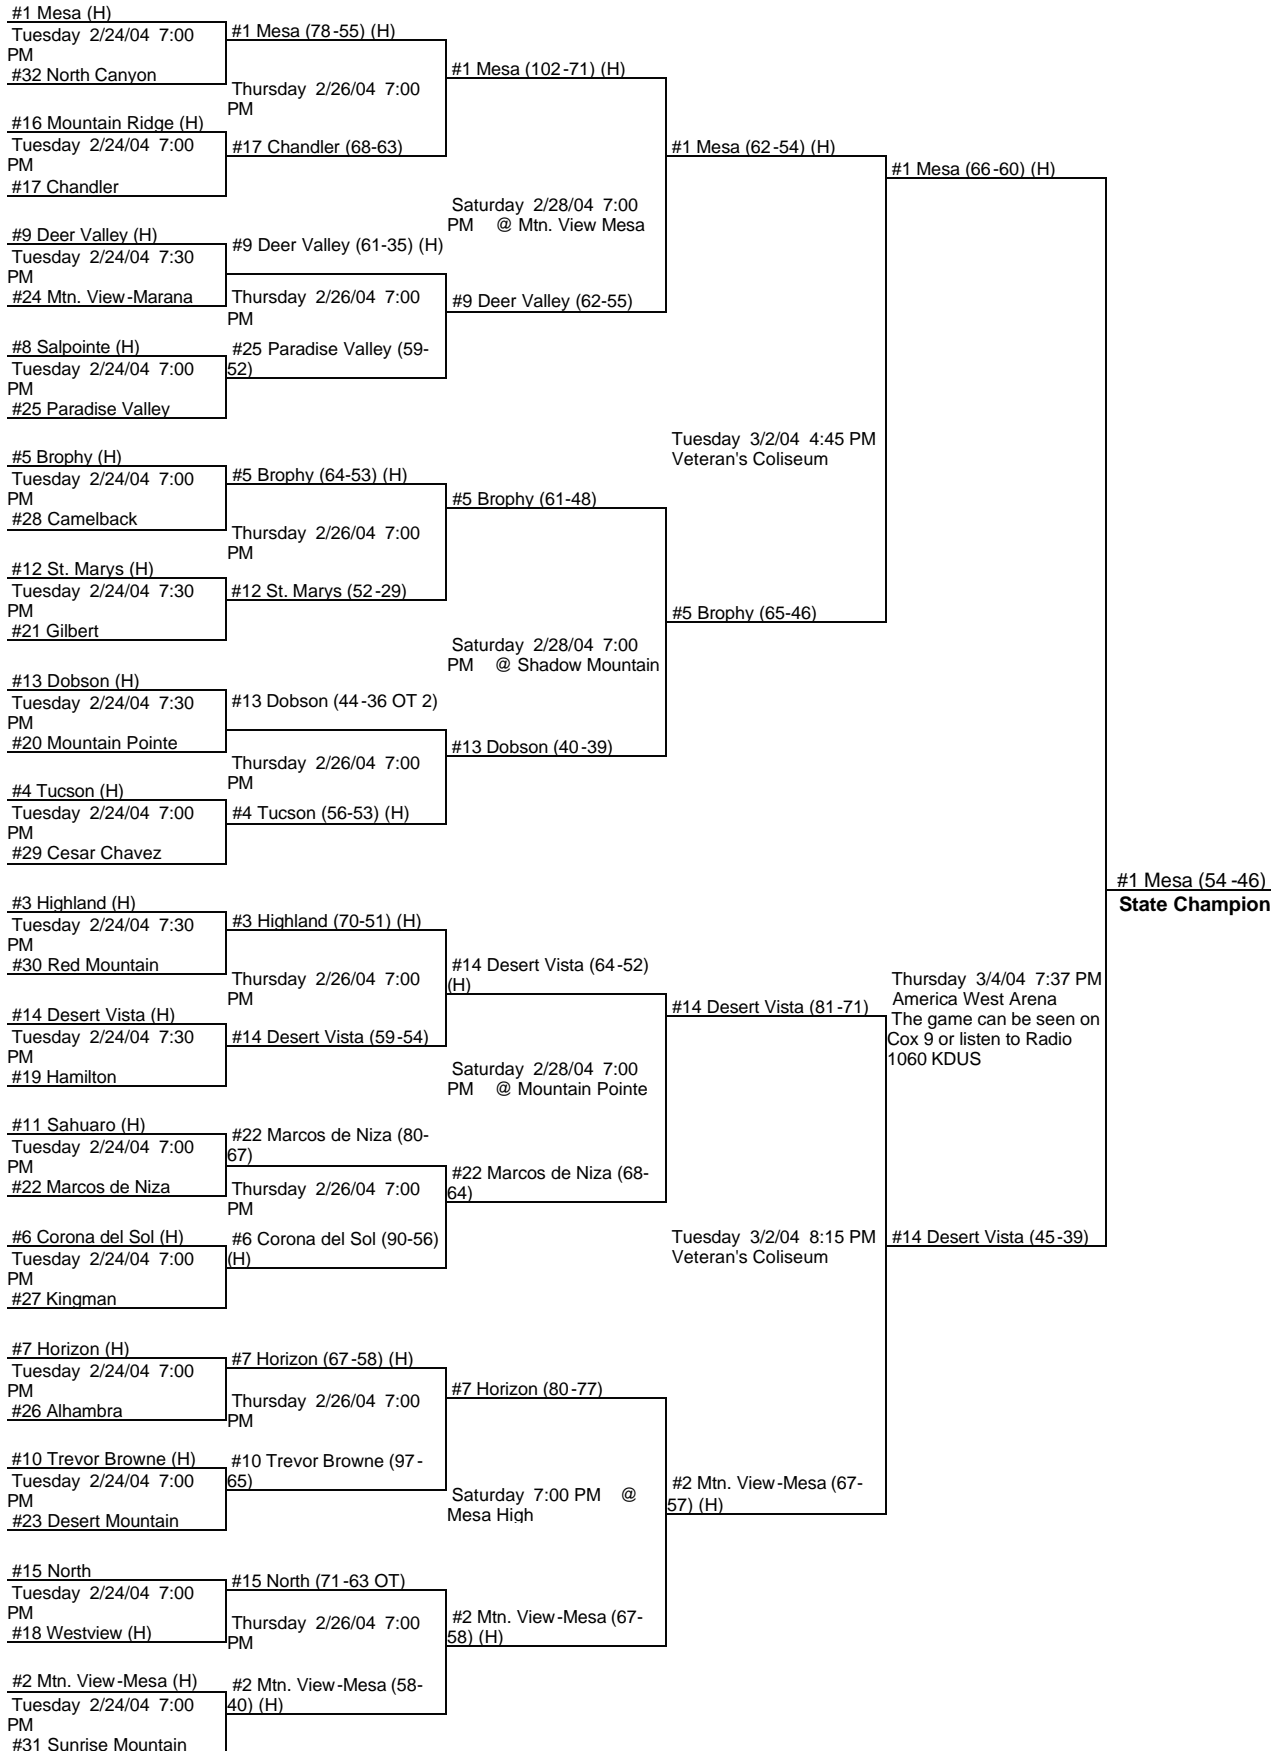 #1 Mesa (H)
Tuesday 2/24/04 7:00
PM
#32 North Canyon
#16 Mountain Ridge (H)
Tuesday 2/24/04 7:00
PM
#17 Chandler
#9 Deer Valley (H)
Tuesday 2/24/04 7:30
PM
#24 Mtn. View-Marana
#8 Salpointe (H)
Tuesday 2/24/04 7:00
PM
#25 Paradise Valley
#5 Brophy (H)
Tuesday 2/24/04 7:00
PM
#28 Camelback
#12 St. Marys (H)
Tuesday 2/24/04 7:30
PM
#21 Gilbert
#13 Dobson (H)
Tuesday 2/24/04 7:30
PM
#20 Mountain Pointe
#4 Tucson (H)
Tuesday 2/24/04 7:00
PM
#29 Cesar Chavez
#3 Highland (H)
Tuesday 2/24/04 7:30
PM
#30 Red Mountain
#14 Desert Vista (H)
Tuesday 2/24/04 7:30
PM
#19 Hamilton
#11 Sahuaro (H)
Tuesday 2/24/04 7:00
PM
#22 Marcos de Niza
#6 Corona del Sol (H)
Tuesday 2/24/04 7:00
PM
#27 Kingman
#7 Horizon (H)
Tuesday 2/24/04 7:00
PM
#26 Alhambra
#10 Trevor Browne (H)
Tuesday 2/24/04 7:00
PM
#23 Desert Mountain
#15 North
Tuesday 2/24/04 7:00
PM
#18 Westview (H)
#2 Mtn. View-Mesa (H)
Tuesday 2/24/04 7:00
PM
#31 Sunrise Mountain
#1 Mesa (78-55) (H)
Thursday 2/26/04 7:00
PM
#17 Chandler (68-63)
#9 Deer Valley (61-35) (H)
Thursday 2/26/04 7:00
PM
#25 Paradise Valley (59-
52)
#5 Brophy (64-53) (H)
Thursday 2/26/04 7:00
PM
#12 St. Marys (52-29)
#13 Dobson (44-36 OT 2)
Thursday 2/26/04 7:00
PM
#4 Tucson (56-53) (H)
#3 Highland (70-51) (H)
Thursday 2/26/04 7:00
PM
#14 Desert Vista (59-54)
#22 Marcos de Niza (80-
67)
Thursday 2/26/04 7:00
PM
#6 Corona del Sol (90-56)
(H)
#7 Horizon (67-58) (H)
Thursday 2/26/04 7:00
PM
#10 Trevor Browne (97-
65)
#15 North (71-63 OT)
Thursday 2/26/04 7:00
PM
#2 Mtn. View-Mesa (58-
40) (H)
#1 Mesa (102-71) (H)
Saturday 2/28/04 7:00
PM @ Mtn. View Mesa
#9 Deer Valley (62-55)
#5 Brophy (61-48)
Saturday 2/28/04 7:00
PM @ Shadow Mountain
#13 Dobson (40-39)
#14 Desert Vista (64-52)
(H)
Saturday 2/28/04 7:00
PM @ Mountain Pointe
#22 Marcos de Niza (68-
64)
#7 Horizon (80-77)
Saturday 7:00 PM @
Mesa High
#2 Mtn. View-Mesa (67-
58) (H)
#1 Mesa (62-54) (H)
Tuesday 3/2/04 4:45 PM
Veteran's Coliseum
#5 Brophy (65-46)
#14 Desert Vista (81-71)
Tuesday 3/2/04 8:15 PM
Veteran's Coliseum
#2 Mtn. View-Mesa (67-
57) (H)
#1 Mesa (66-60) (H)
Thursday 3/4/04 7:37 PM
America West Arena
The game can be seen on
Cox 9 or listen to Radio
1060 KDUS
#14 Desert Vista (45-39)
#1 Mesa (54-46)
State Champion